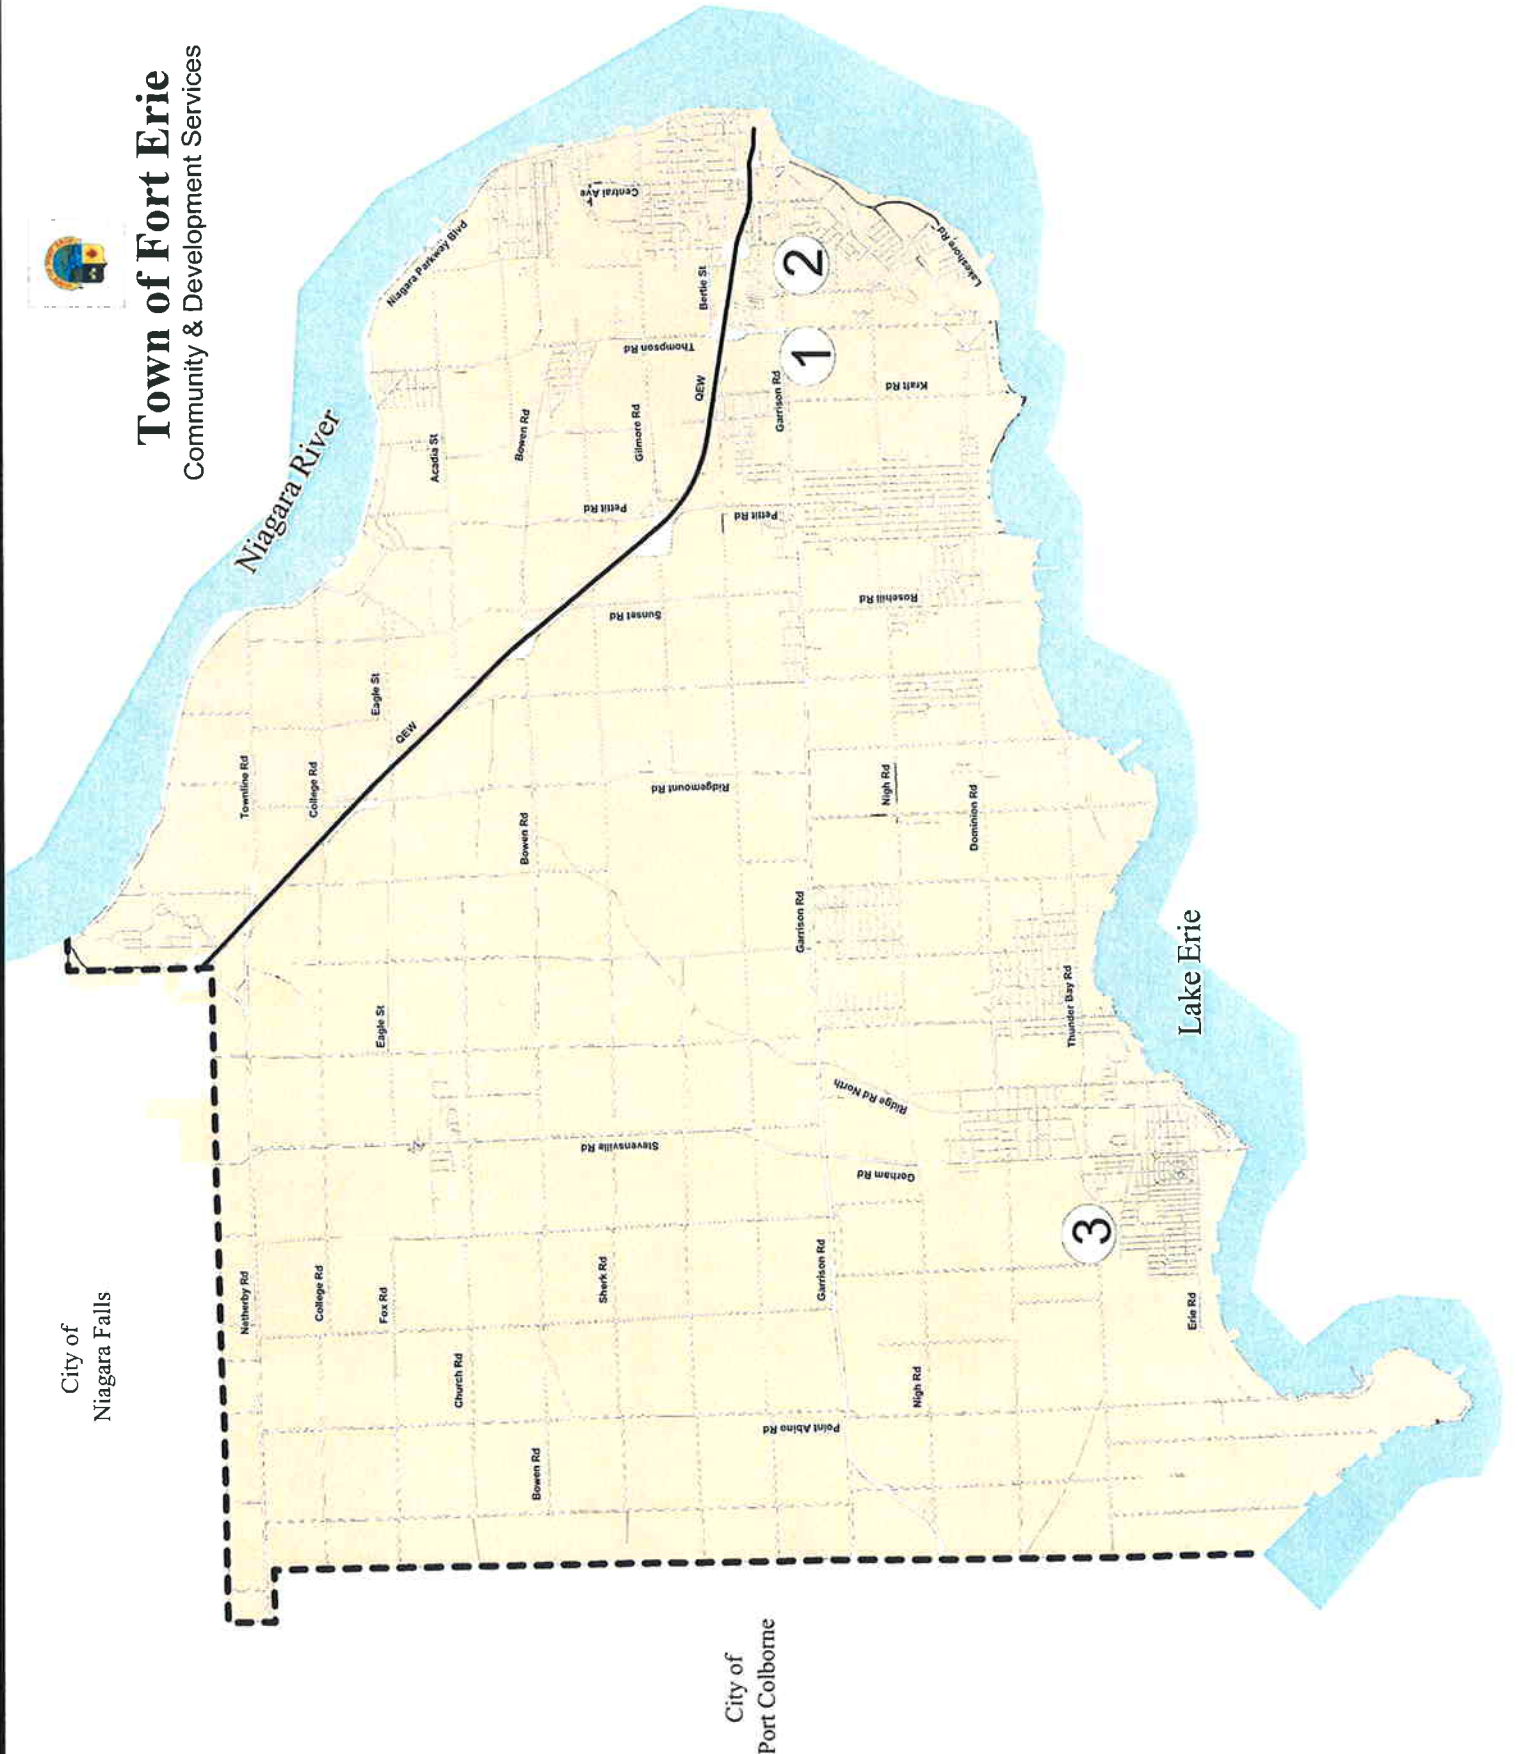 Town of Fort Erie
Community & Development Services
Niagara River
Niagara Parkway Blvd
Central Ave
Bertie St
Thompson Rd
QEW
Garrison Rd
1
2
Lakeshore Rd
Kraft Rd
Acadia St
Bowen Rd
Gilmore Rd
Pettit Rd
Pettit Rd
Sunset Rd
Rosehill Rd
Eagle St
QEW
Townline Rd
College Rd
Ridgemount Rd
Nigh Rd
Dominion Rd
Bowen Rd
Garrison Rd
Thunder Bay Rd
Lake Erie
Eagle St
Ridge Rd North
Stevensville Rd
Gorham Rd
3
City of
Niagara Falls
Netherby Rd
College Rd
Fox Rd
Sherk Rd
Garrison Rd
Erie Rd
Church Rd
Nigh Rd
Point Abino Rd
Bowen Rd
City of
Port Colborne